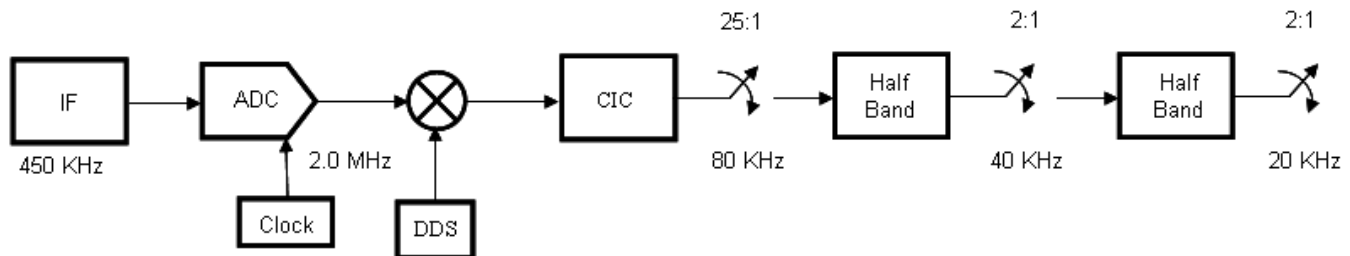 25:1
2:1
2:1
IF
ADC
CIC
Half
Band
Half
Band
450 KHz
2.0 MHz
80 KHz
40 KHz
20 KHz
Clock
DDS